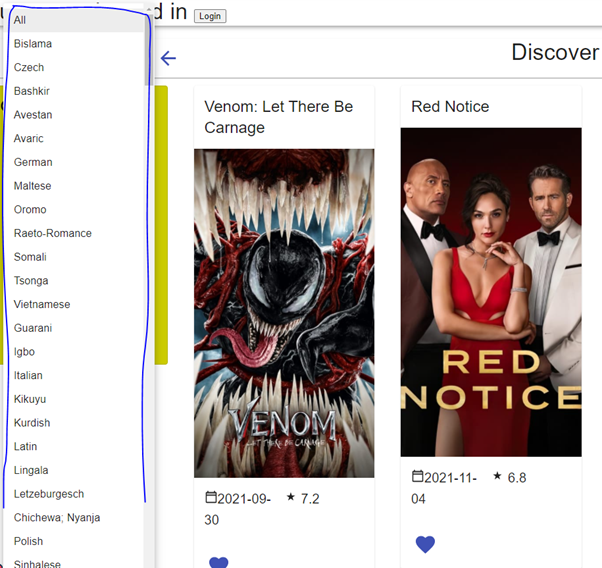 d in
Login
All
Bislama
Czech
Bashkir
Avestan
Avaric
German
Maltese
Oromo
Raeto-Romance
Somali
Tsonga
Vietnamese
Guarani
Igbo
Italian
Kikuyu
Kurdish
Latin
Lingala
Letzeburgesch
Chichewa; Nyanja
Polish
Sinhalese
Discover
Venom: Let There Be
Carnage
VENOM
LET THERE BE CARNAGE
2021-09-
30
★ 7.2
Red Notice
RED
NOTICE
2021-11-
04
★ 6.8